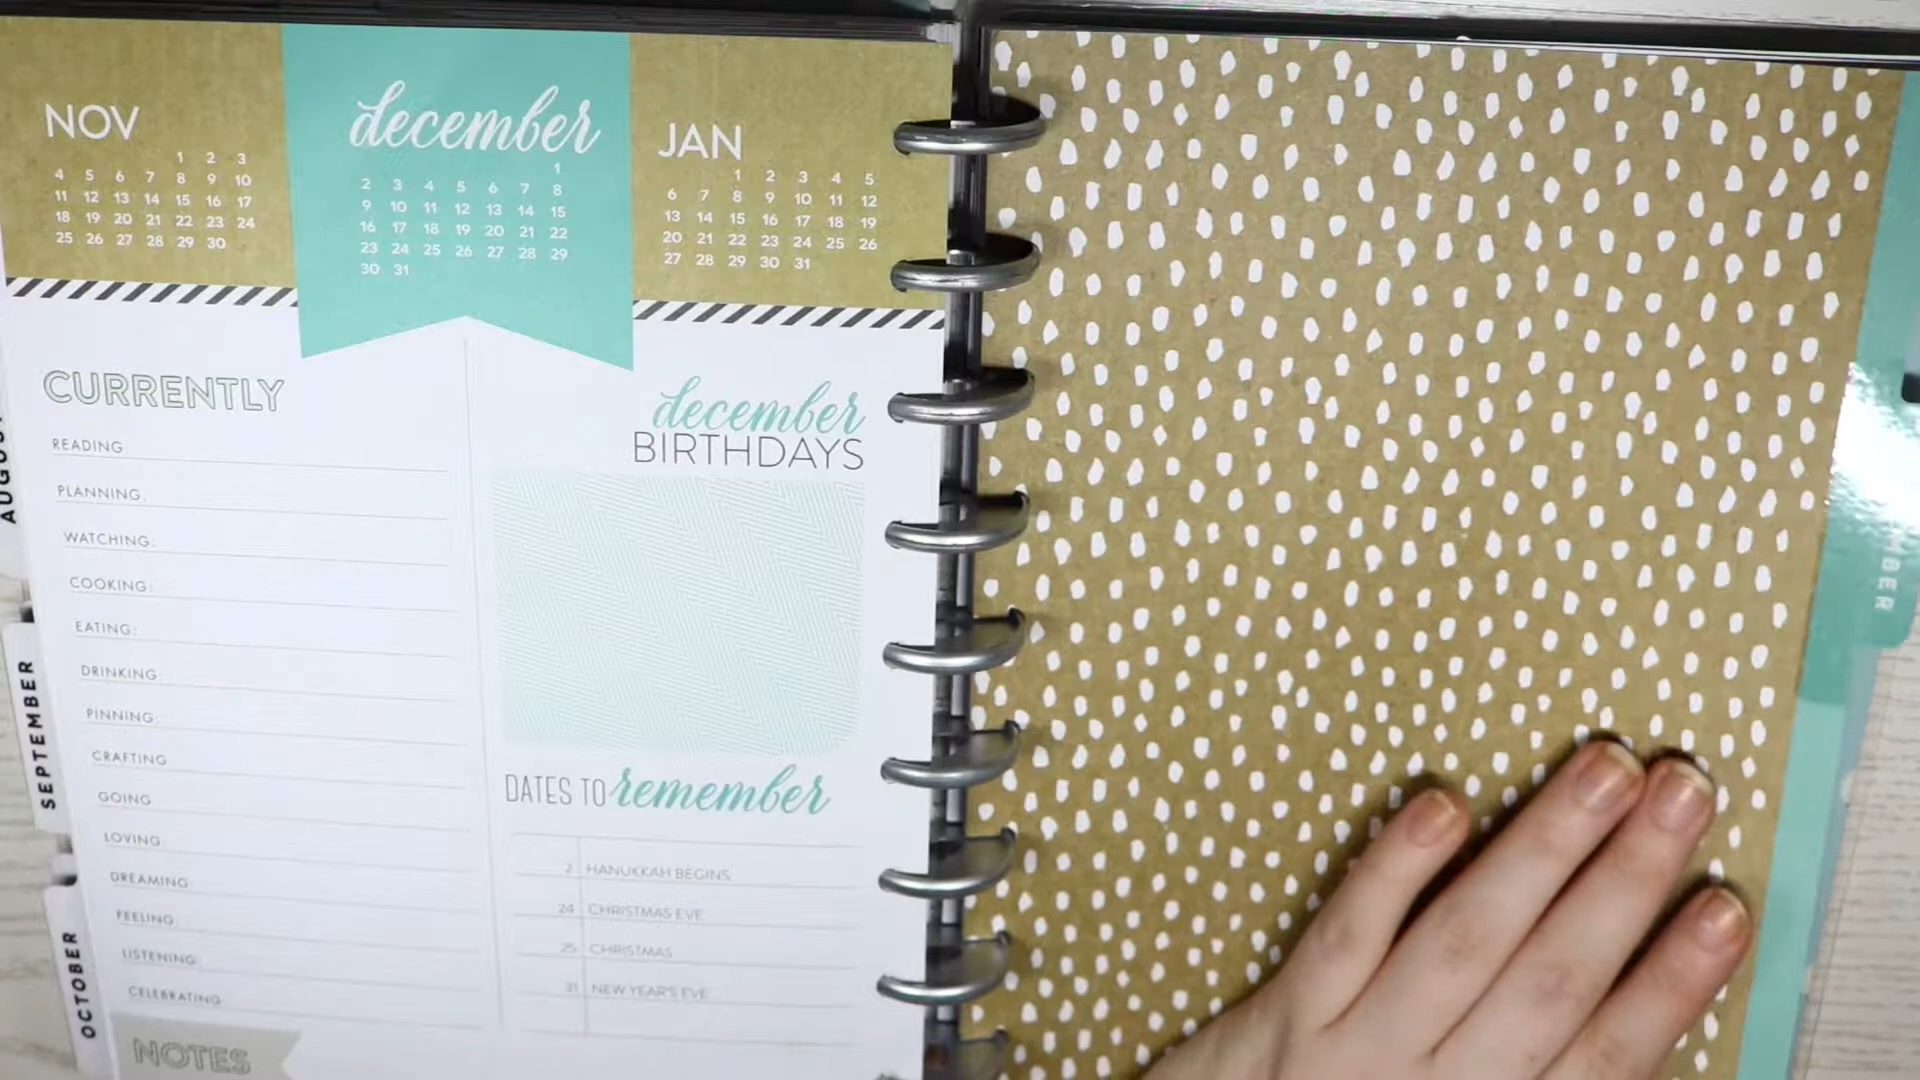 NOV
1 2 3
4 5 6 7 8 9 10
11 12 13 14 15 16 17
18 19 20 21 22 23 24
25 26 27 28 29 30
december
1
2 3 4 5 6 7 8
9 10 11 12 13 14 15
16 17 18 19 20 21 22
23 24 25 26 27 28 29
30 31
JAN
1 2 3 4 5
6 7 8 9 10 11 12
13 14 15 16 17 18 19
20 21 22 23 24 25 26
27 28 29 30 31
CURRENTLY
READING:
PLANNING:
WATCHING:
COOKING:
EATING:
DRINKING:
PINNING:
CRAFTING:
GOING:
LOVING:
DREAMING:
FEELING:
LISTENING:
CELEBRATING:
NOTES
december
BIRTHDAYS
DATES TO remember
2 HANUKKAH BEGINS
24 CHRISTMAS EVE
25 CHRISTMAS
31 NEW YEAR'S EVE
AUGUST
SEPTEMBER
OCTOBER
MBER